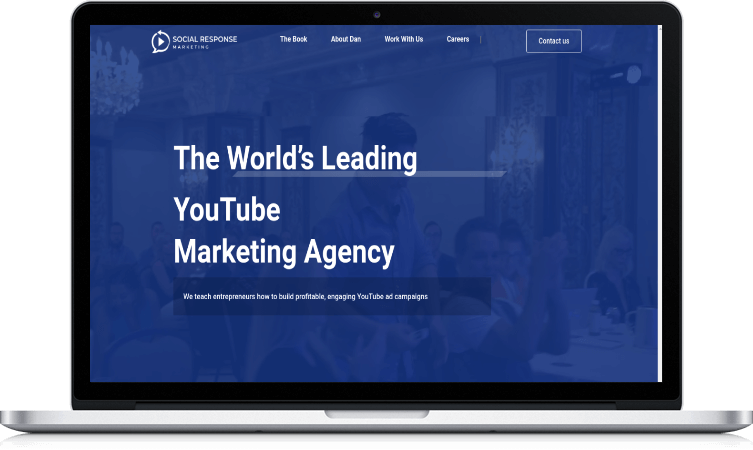 SOCIAL RESPONSE
MARKETING
The Book
About Dan
Work With Us
Careers
Contact us
The World’s Leading
YouTube
Marketing Agency
We teach entrepreneurs how to build profitable, engaging YouTube ad campaigns